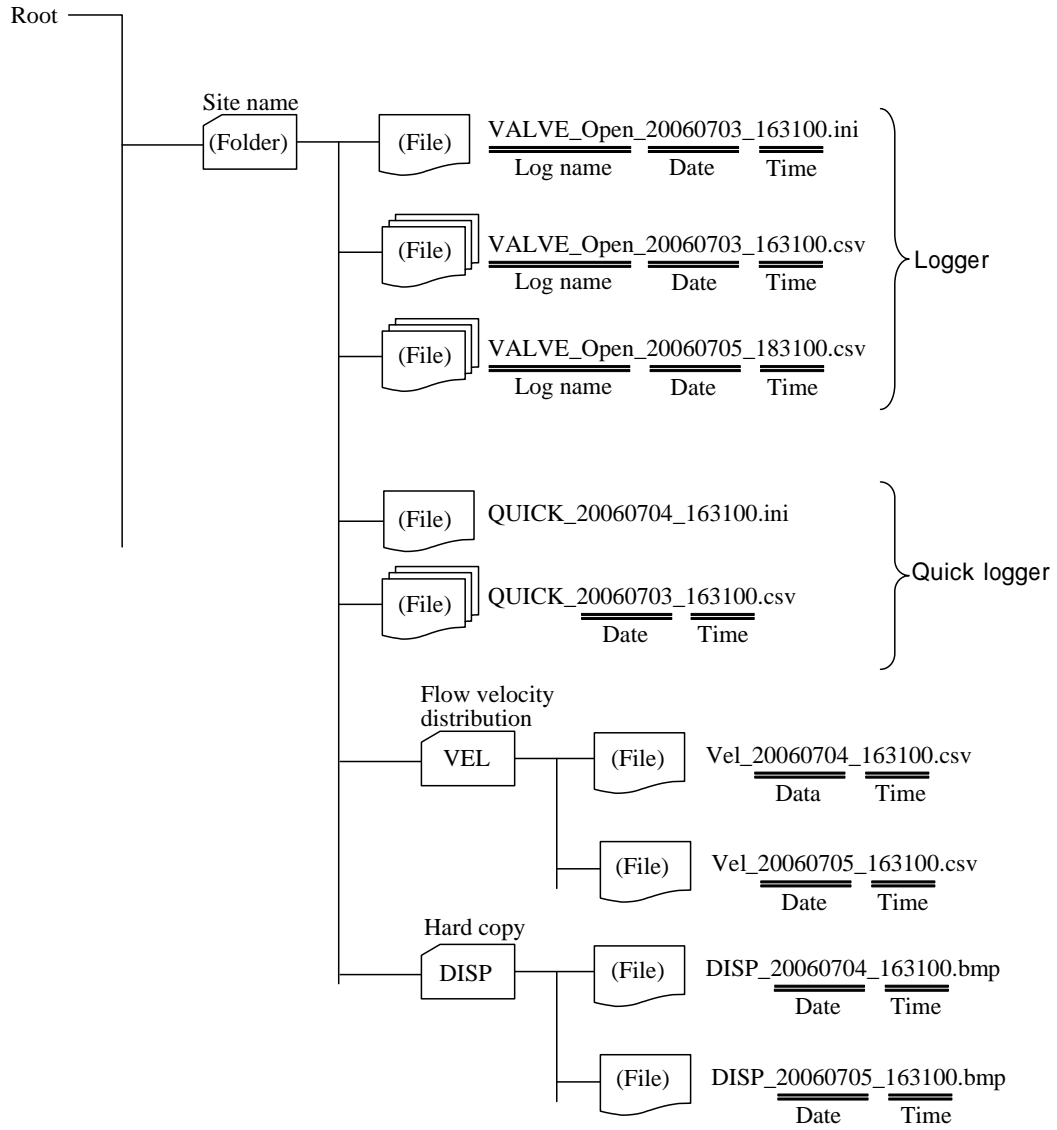 Root
Site name
(Folder)
(File)
VALVE_Open_20060703_163100.ini
Log name Date Time
(File)
VALVE_Open_20060703_163100.csv
Log name Date Time
Logger
(File)
VALVE_Open_20060705_183100.csv
Log name Date Time
(File)
QUICK_20060704_163100.ini
Quick logger
(File)
QUICK_20060703_163100.csv
Date Time
Flow velocity
distribution
VEL
(File)
Vel_20060704_163100.csv
Data Time
(File)
Vel_20060705_163100.csv
Date Time
Hard copy
DISP
(File)
DISP_20060704_163100.bmp
Date Time
(File)
DISP_20060705_163100.bmp
Date Time